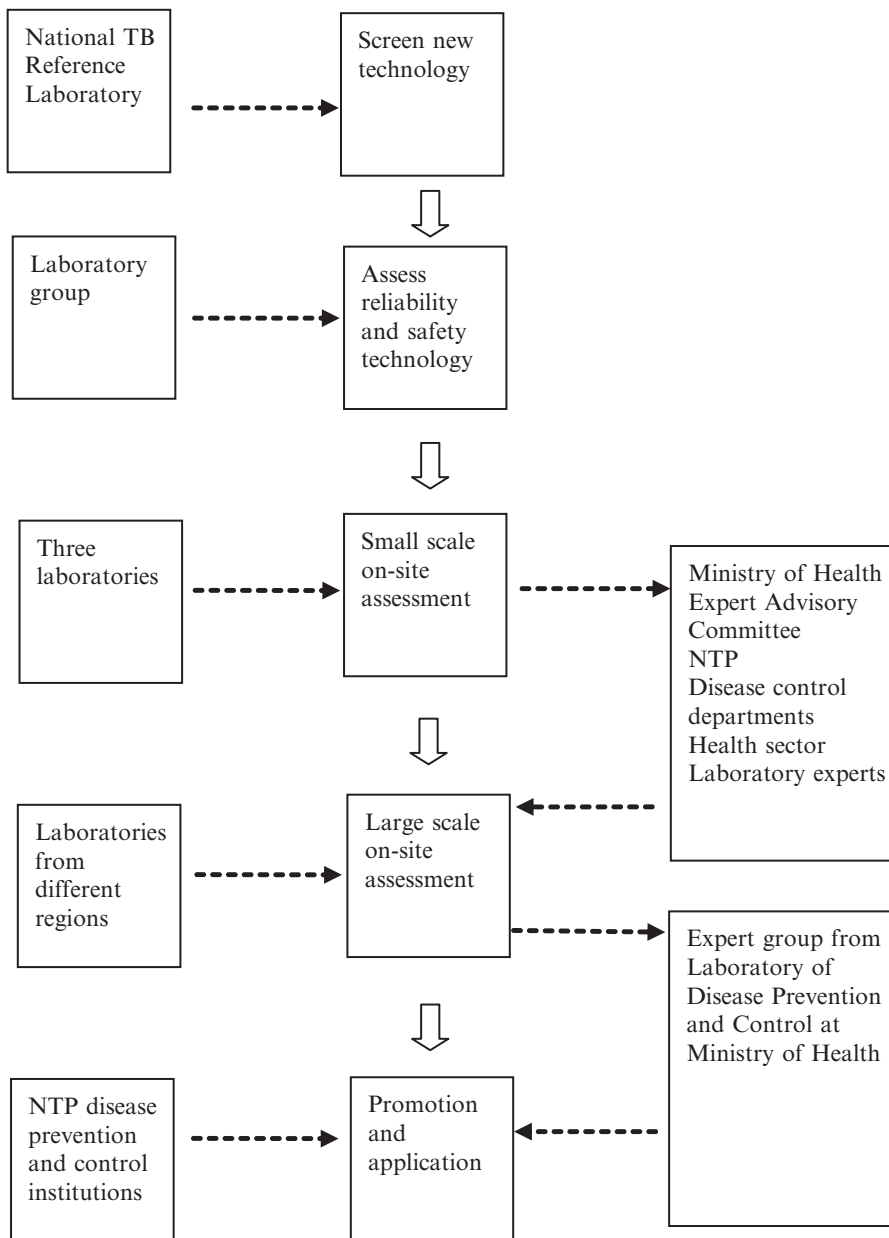 National TB
Reference
Laboratory
Screen new
technology
Laboratory
group
Assess
reliability
and safety
technology
Three
laboratories
Small scale
on-site
assessment
Ministry of Health
Expert Advisory
Committee
NTP
Disease control
departments
Health sector
Laboratory experts
Laboratories
from
different
regions
Large scale
on-site
assessment
Expert group from
Laboratory of
Disease Prevention
and Control at
Ministry of Health
NTP disease
prevention
and control
institutions
Promotion
and
application